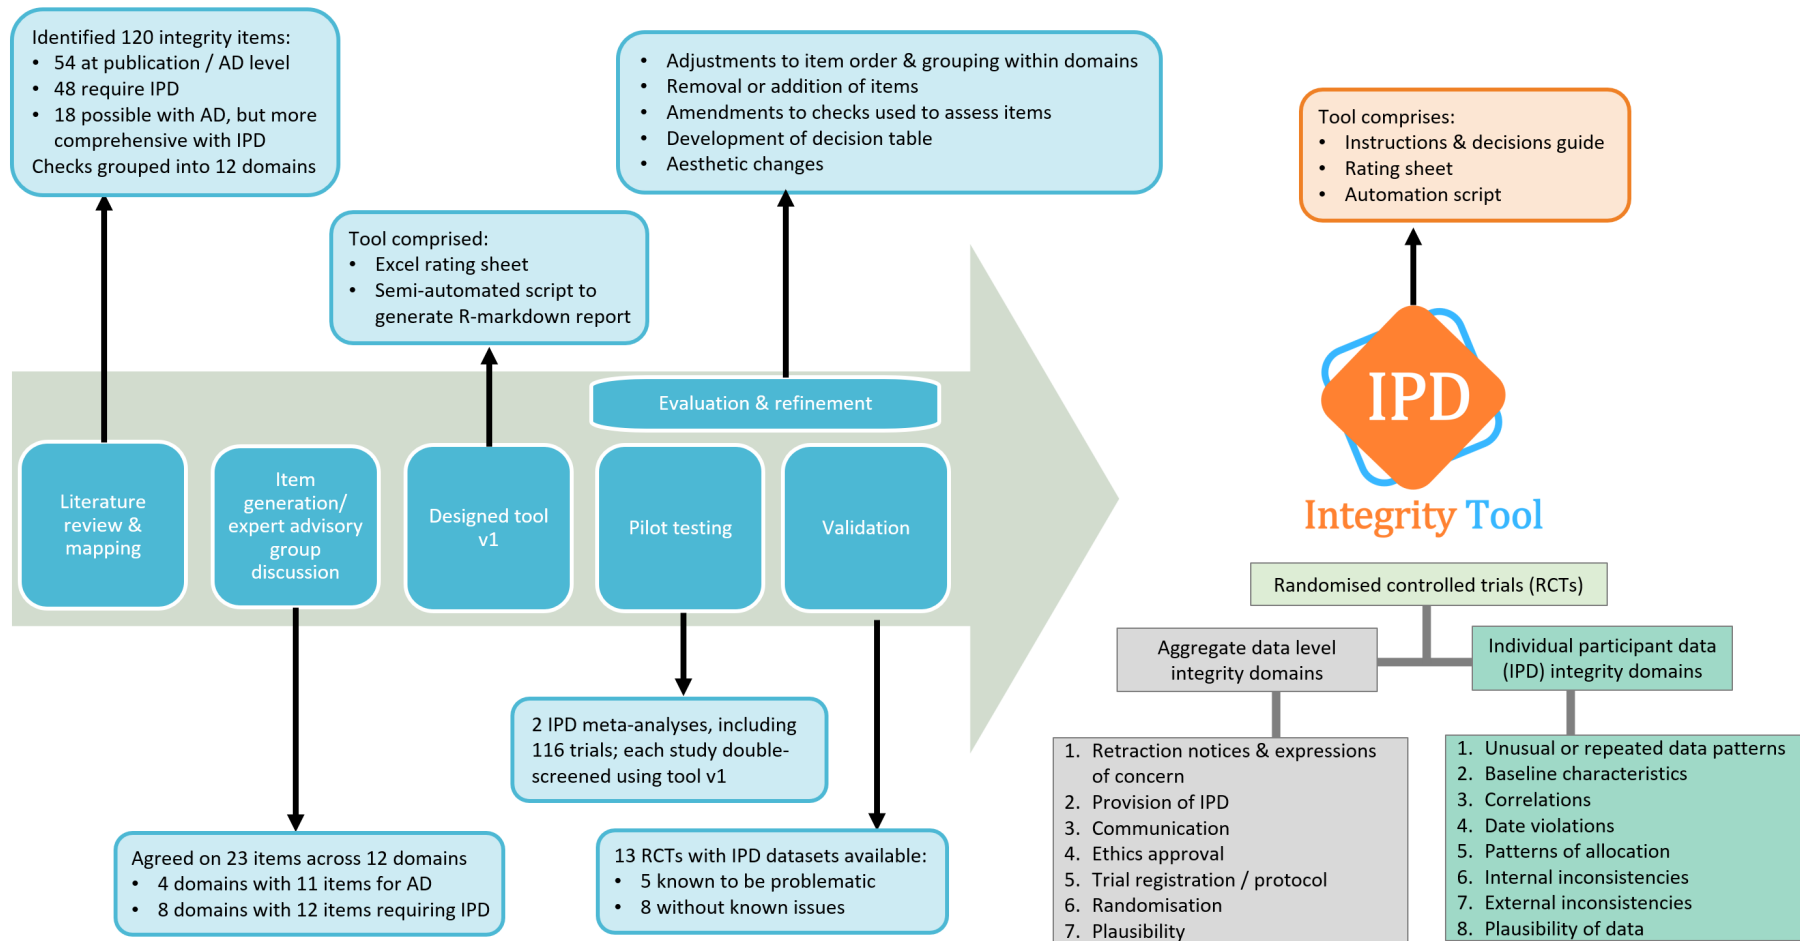 Identified 120 integrity items:
• 54 at publication / AD level
• 48 require IPD
• 18 possible with AD, but more
comprehensive with IPD
Checks grouped into 12 domains
Tool comprised:
• Excel rating sheet
• Semi-automated script to
generate R-markdown report
• Adjustments to item order & grouping within domains
• Removal or addition of items
• Amendments to checks used to assess items
• Development of decision table
• Aesthetic changes
Evaluation & refinement
Literature
review &
mapping
Item
generation/
expert advisory
group
discussion
Designed tool
v1
Pilot testing
Validation
Agreed on 23 items across 12 domains
• 4 domains with 11 items for AD
• 8 domains with 12 items requiring IPD
2 IPD meta-analyses, including
116 trials; each study double-
screened using tool v1
13 RCTs with IPD datasets available:
• 5 known to be problematic
• 8 without known issues
Tool comprises:
• Instructions & decisions guide
• Rating sheet
• Automation script
IPD
Integrity Tool
Randomised controlled trials (RCTs)
Aggregate data level
integrity domains
1. Retraction notices & expressions
of concern
2. Provision of IPD
3. Communication
4. Ethics approval
5. Trial registration / protocol
6. Randomisation
7. Plausibility
Individual participant data
(IPD) integrity domains
1. Unusual or repeated data patterns
2. Baseline characteristics
3. Correlations
4. Date violations
5. Patterns of allocation
6. Internal inconsistencies
7. External inconsistencies
8. Plausibility of data